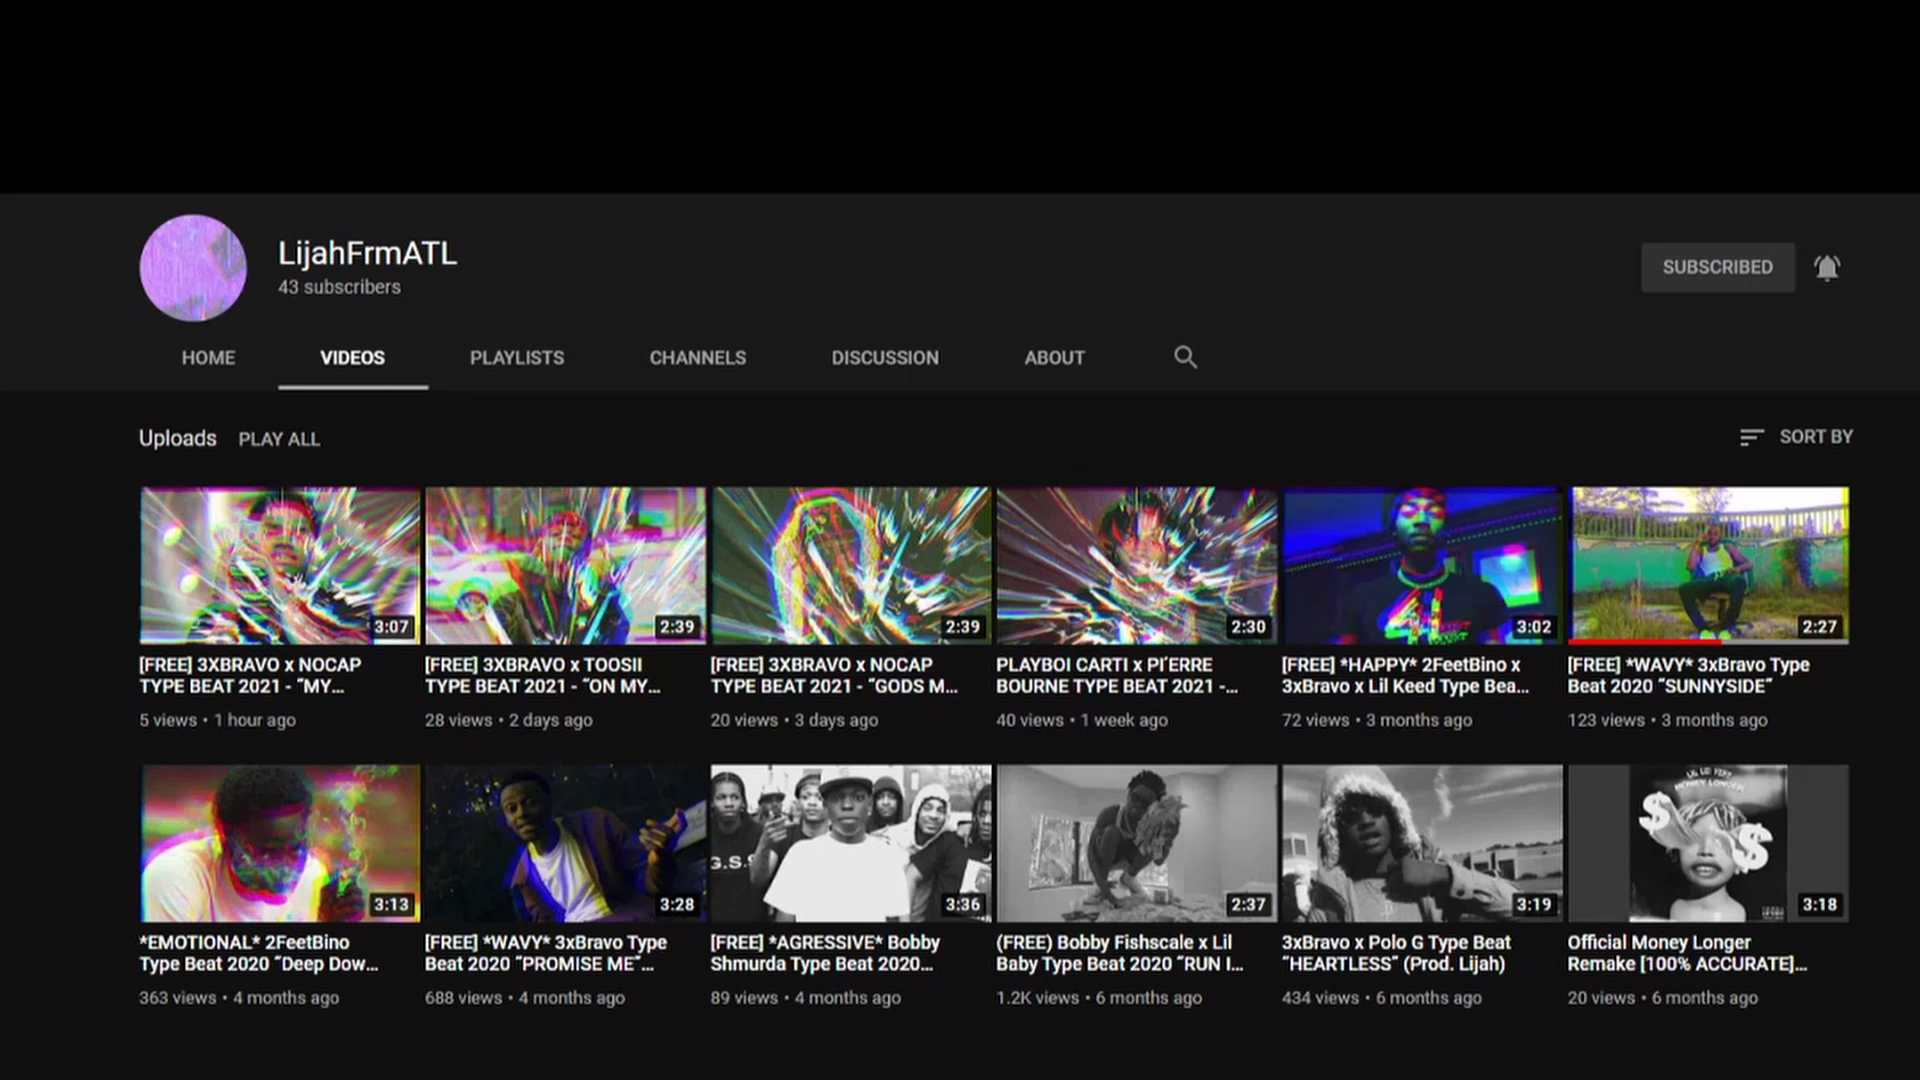 LijahFrmATL
43 subscribers
SUBSCRIBED
HOME VIDEOS PLAYLISTS CHANNELS DISCUSSION ABOUT
Uploads PLAY ALL SORT BY
3:07 2:39 2:39 2:30 3:02 2:27
[FREE] 3XBRAVO x NOCAP
TYPE BEAT 2021 - “MY...
5 views • 1 hour ago
[FREE] 3XBRAVO x TOOSII
TYPE BEAT 2021 - “ON MY...
28 views • 2 days ago
[FREE] 3XBRAVO x NOCAP
TYPE BEAT 2021 - “GODS M...
20 views • 3 days ago
PLAYBOI CARTI x PI’ERRE
BOURNE TYPE BEAT 2021 -...
40 views • 1 week ago
[FREE] *HAPPY* 2FeetBino x
3xBravo x Lil Keed Type Bea...
72 views • 3 months ago
[FREE] *WAVY* 3xBravo Type
Beat 2020 “SUNNYSIDE”
123 views • 3 months ago
G.S.9
LIL UZI VERT
MONEY LONGER
3:13 3:28 3:36 2:37 3:19 3:18
*EMOTIONAL* 2FeetBino
Type Beat 2020 “Deep Dow...
363 views • 4 months ago
[FREE] *WAVY* 3xBravo Type
Beat 2020 “PROMISE ME”...
688 views • 4 months ago
[FREE] *AGRESSIVE* Bobby
Shmurda Type Beat 2020...
89 views • 4 months ago
(FREE) Bobby Fishscale x Lil
Baby Type Beat 2020 “RUN I...
1.2K views • 6 months ago
3xBravo x Polo G Type Beat
“HEARTLESS” (Prod. Lijah)
434 views • 6 months ago
Official Money Longer
Remake [100% ACCURATE]...
20 views • 6 months ago